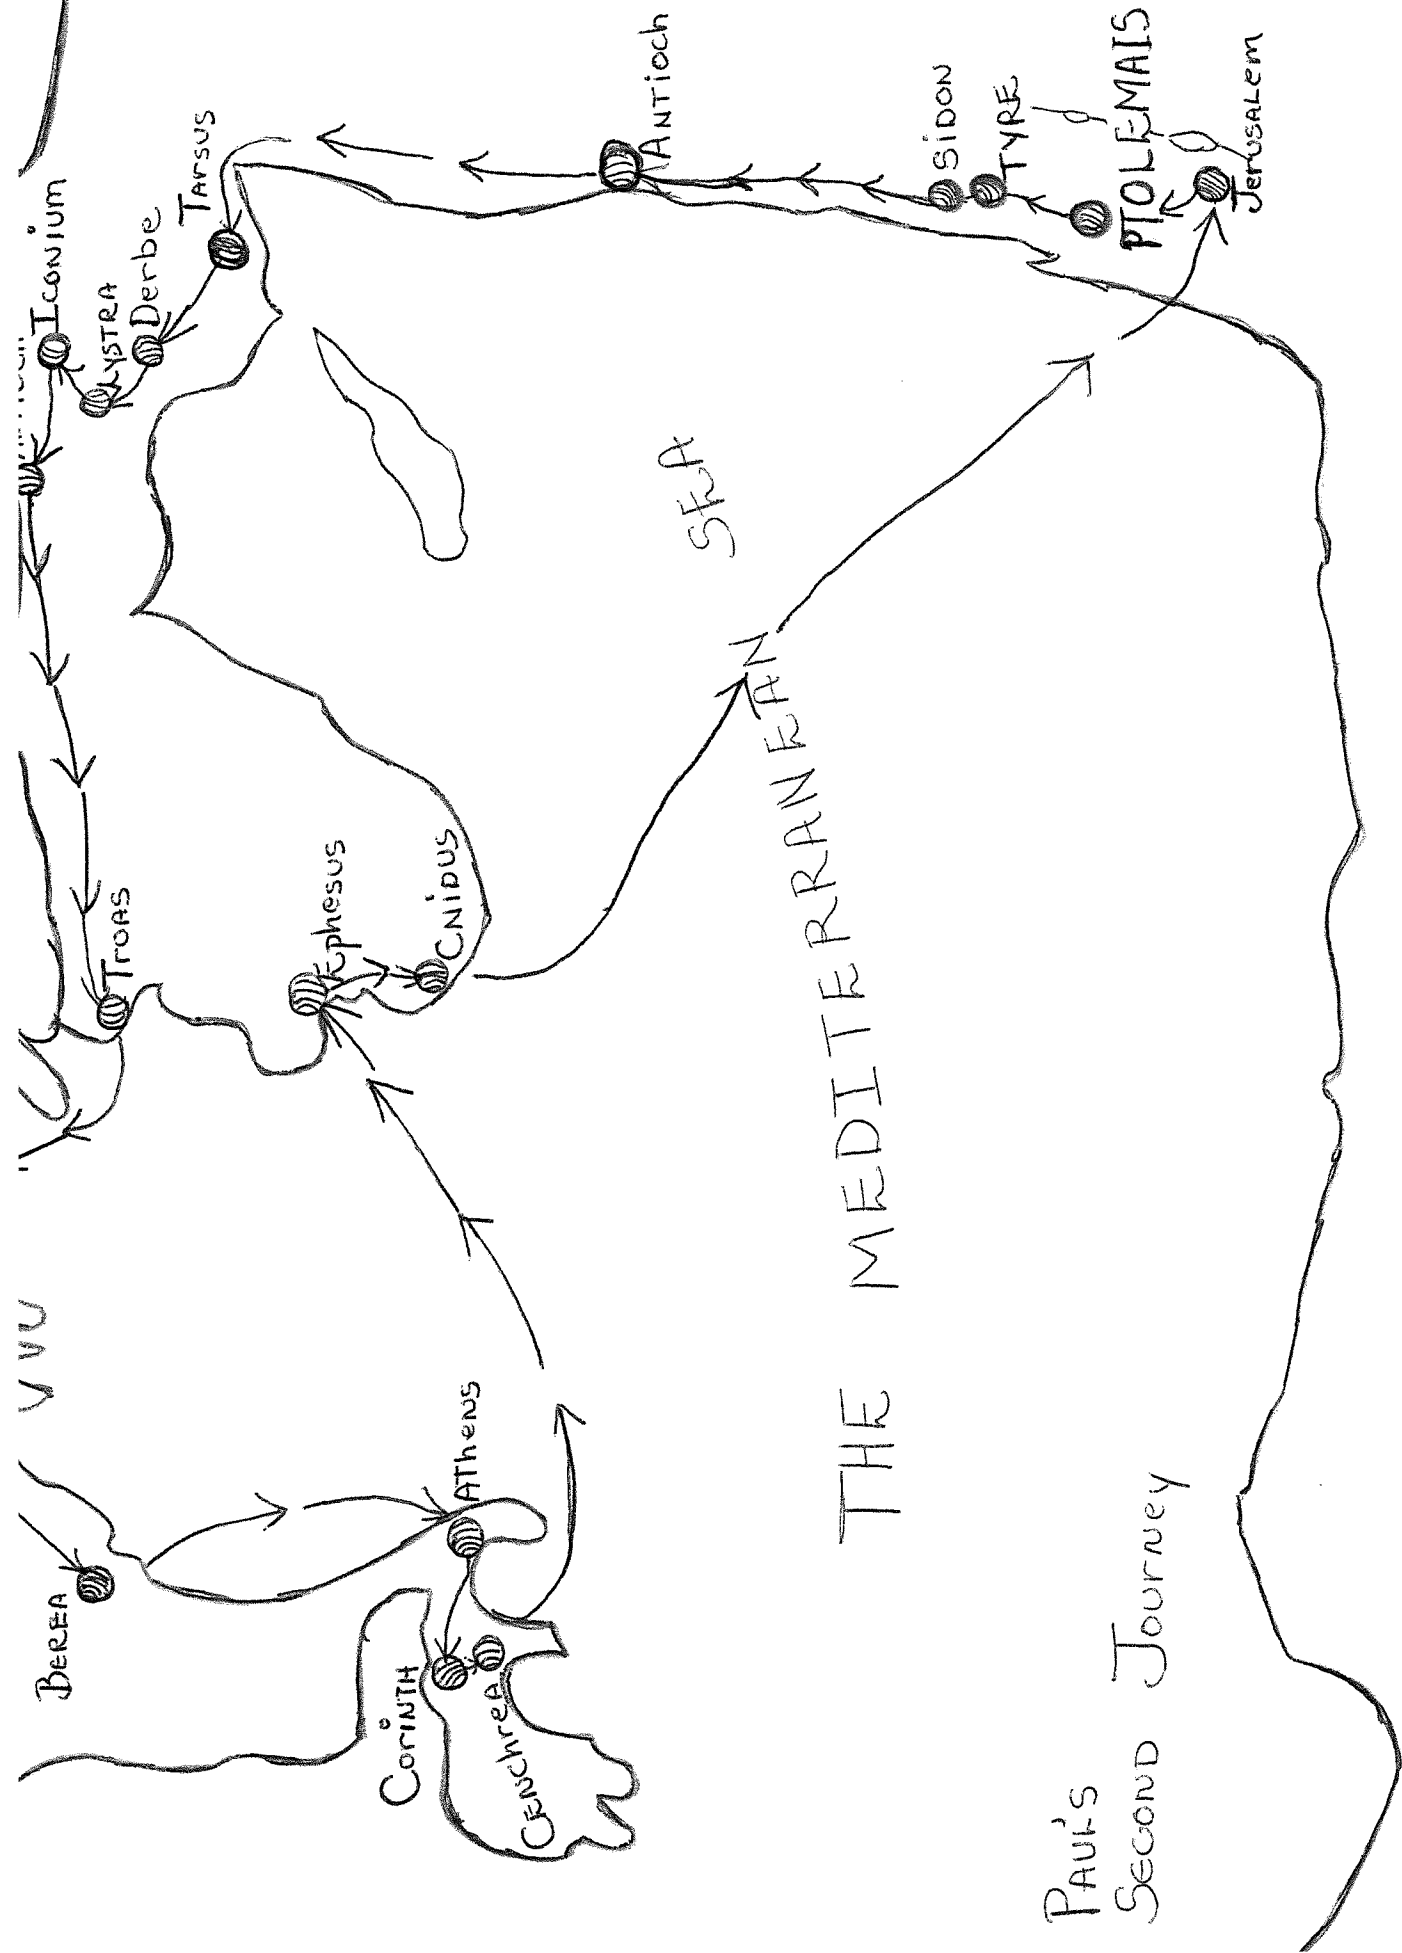 Iconium
Lystra
Derbe
Tarsus
Antioch
Sidon
Tyre
PTOLEMAIS
Jerusalem
Troas
Ephesus
Cnidus
SEA
THE MEDITERRANEAN
Berea
Athens
Corinth
Cenchrea
Paul's
Second Journey